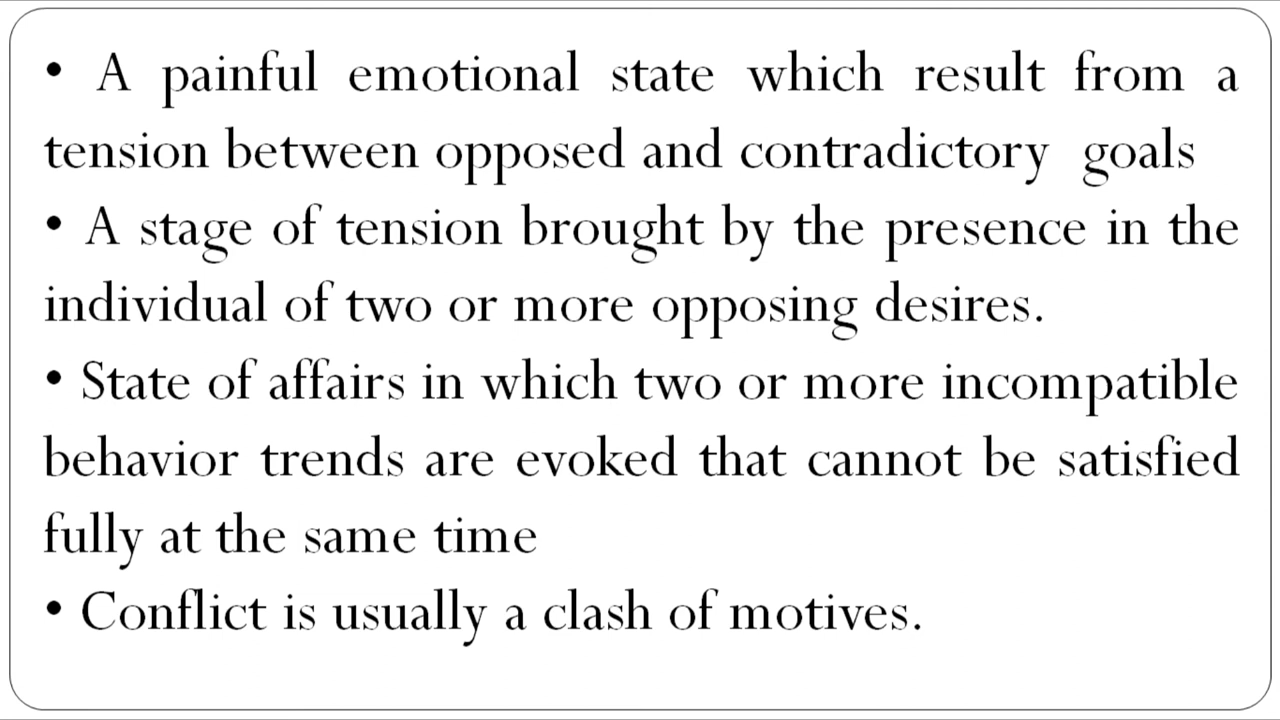 • A painful emotional state which result from a
tension between opposed and contradictory goals
• A stage of tension brought by the presence in the
individual of two or more opposing desires.
• State of affairs in which two or more incompatible
behavior trends are evoked that cannot be satisfied
fully at the same time
• Conflict is usually a clash of motives.